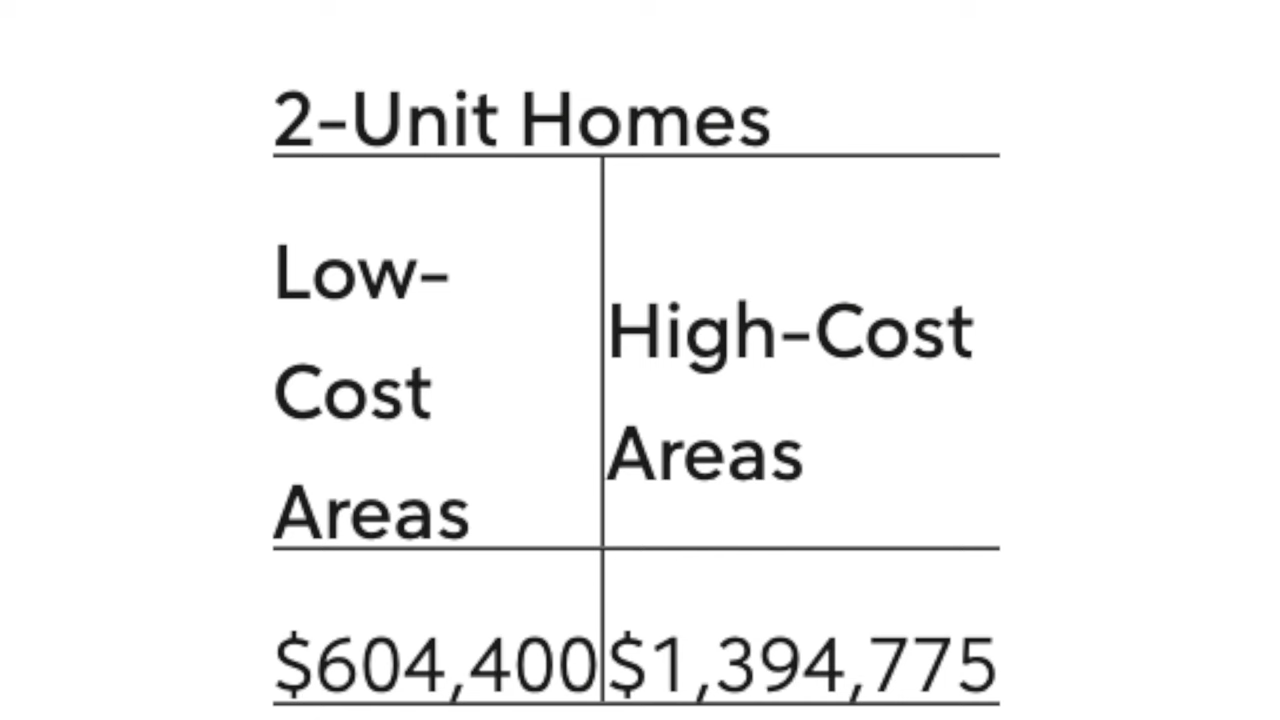 2-Unit Homes
Low-
Cost
Areas
High-Cost
Areas
$604,400 $1,394,775